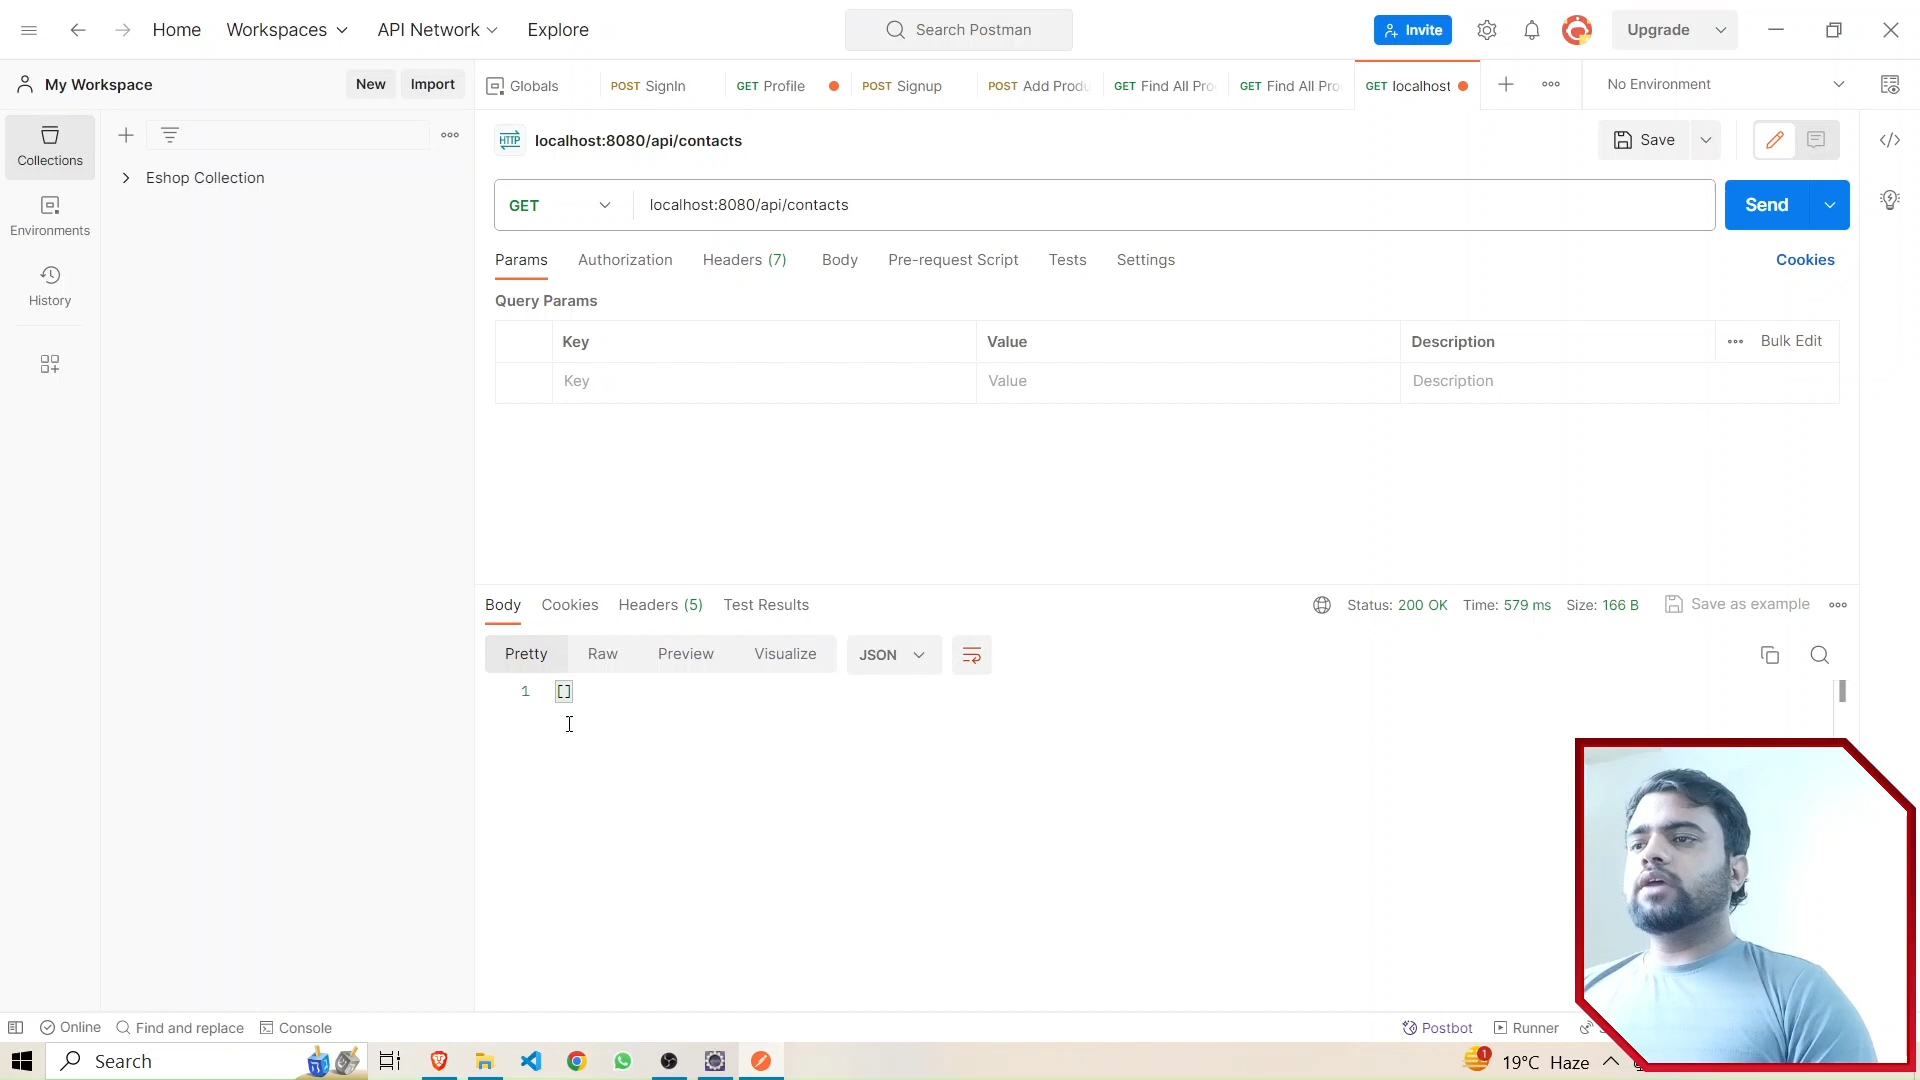 Home Workspaces API Network Explore Search Postman Invite Upgrade
My Workspace New Import Globals POST SignIn GET Profile POST Signup POST Add Produ GET Find All Pro GET Find All Pro GET localhost No Environment
Collections
Environments
History
Eshop Collection
HTTP localhost:8080/api/contacts Save
GET localhost:8080/api/contacts Send
Params Authorization Headers (7) Body Pre-request Script Tests Settings Cookies
Query Params
Key Value Description Bulk Edit
Key Value Description
Body Cookies Headers (5) Test Results Status: 200 OK Time: 579 ms Size: 166 B Save as example
Pretty Raw Preview Visualize JSON
1 []
Online Find and replace Console Postbot Runner
Search 1 19°C Haze